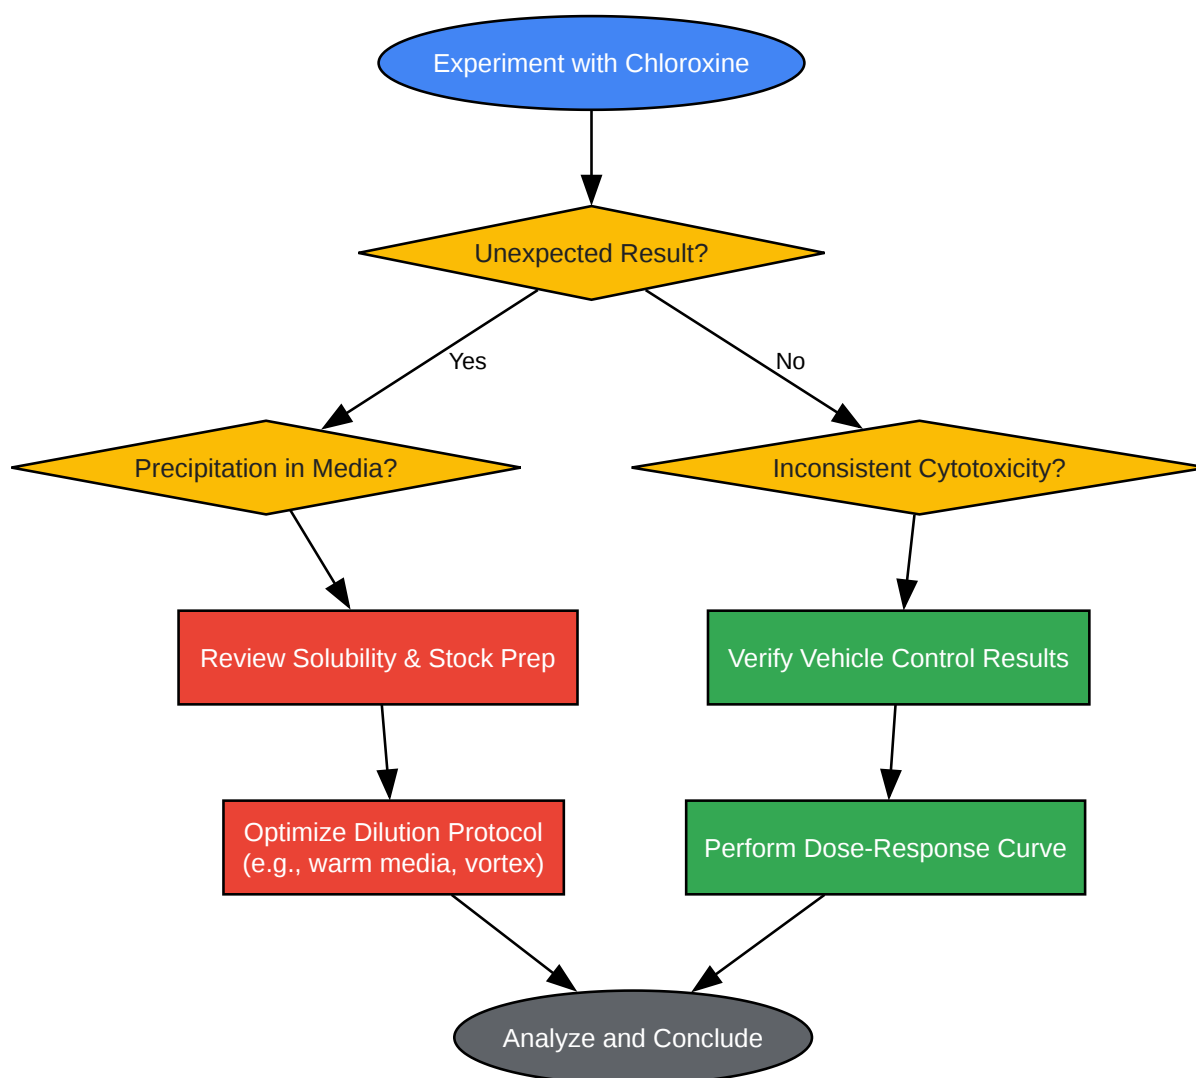 Experiment with Chloroxine
Unexpected Result?
Yes
No
Precipitation in Media?
Inconsistent Cytotoxicity?
Review Solubility & Stock Prep
Verify Vehicle Control Results
Optimize Dilution Protocol
(e.g., warm media, vortex)
Perform Dose-Response Curve
Analyze and Conclude